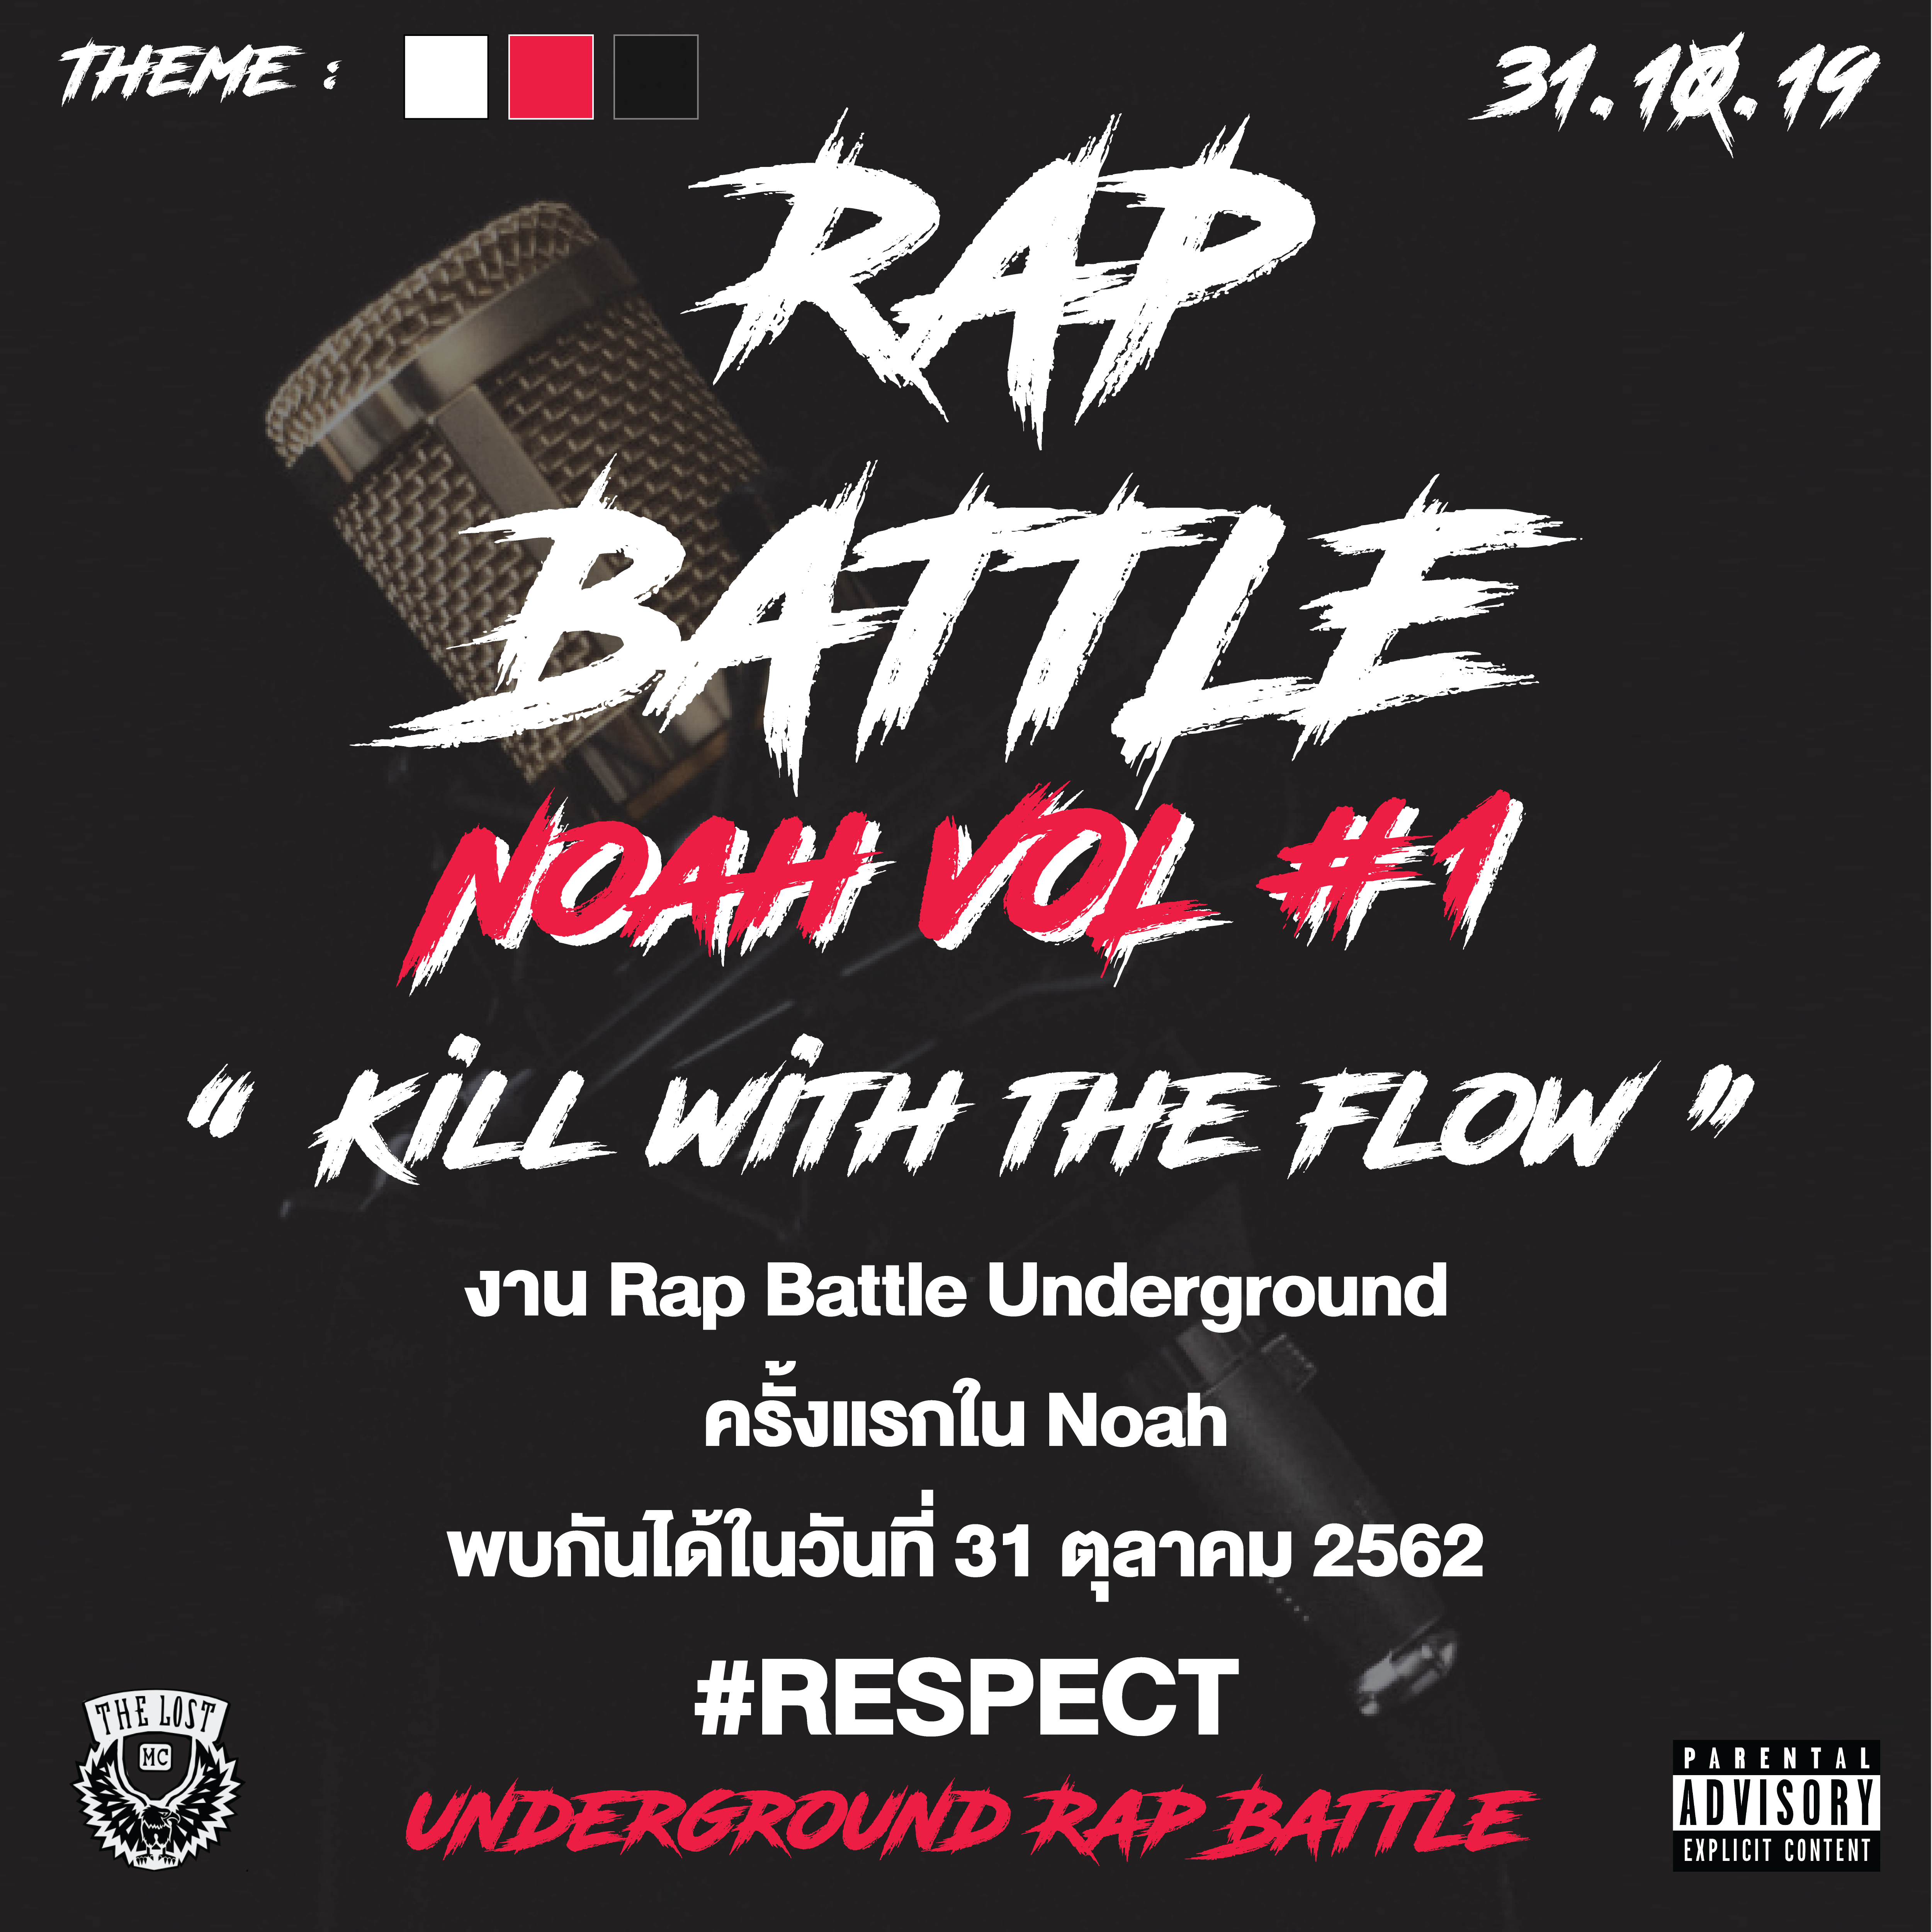 THEME :
31.10.19
RAP
BATTLE
NOAH VOL #1
“ KILL WITH THE FLOW ”
งาน Rap Battle Underground
ครั้งแรกใน Noah
พบกันได้ในวันที่ 31 ตุลาคม 2562
#RESPECT
UNDERGROUND RAP BATTLE
THE LOST
MC
PARENTAL
ADVISORY
EXPLICIT CONTENT